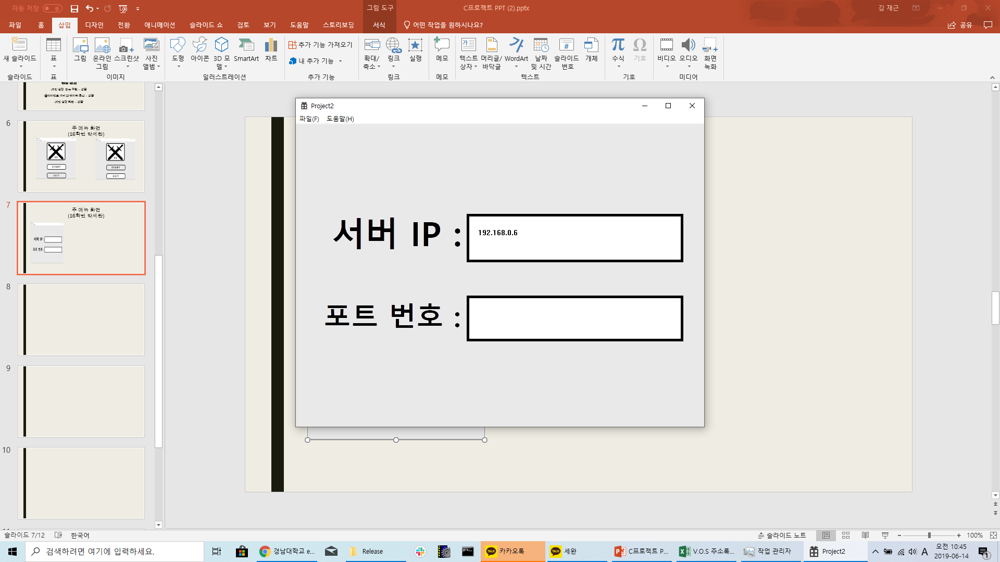 자동 저장 끔
그림 도구
C프로젝트 PPT (2).pptx
김 재근
파일 홈 삽입 디자인 전환 애니메이션 슬라이드 쇼 검토 보기 도움말 스토리보딩 서식 어떤 작업을 원하시나요? 공유
새 슬라이드
표
그림
온라인 그림
스크린샷
사진 앨범
도형
아이콘
3D 모델
SmartArt
차트
추가 기능 가져오기
내 추가 기능
확대/축소
링크
실행
메모
텍스트 상자
머리글/바닥글
WordArt
날짜 및 시간
슬라이드 번호
개체
수식
기호
비디오
오디오
화면 녹화
슬라이드 표 이미지 일러스트레이션 추가 기능 링크 메모 텍스트 기호 미디어
6
주 메뉴 화면
(16학번 박세완)
VS
VS
START
START
EXIT
EXIT
7
주 메뉴 화면
(16학번 박세완)
서버 IP :
포트 번호 :
8
9
10
Project2
파일(F) 도움말(H)
서버 IP : 192.168.0.6
포트 번호 :
슬라이드 7/12 한국어
슬라이드 노트 100%
검색하려면 여기에 입력하세요.
경남대학교 e...
Release
카카오톡
세완
C프로젝트 P...
V.O.S 주소록...
작업 관리자
Project2
A
오전 10:45
2019-06-14
1